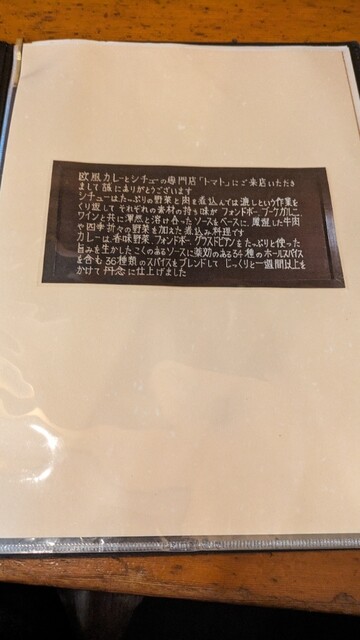 欧風カレーとシチューの専門店「トマト」にご来店いただき
まして誠にありがとうございます
シチューは、たっぷりの野菜と肉を煮込んでは漉しという作業を
くり返して それぞれの素材の持ち味が フォンドボー、ブーケガルニ、
ワインと共に渾然と溶け合ったソースをベースに、厳選した牛肉
や四季折々の野菜を加えた煮込み料理です
カレーは、香味野菜、フォンドボー、グラスドビアンをたっぷりと使った
旨みを生かしたこくのあるソースに薬効のある34種のホールスパイス
を含む 36種類のスパイスをブレンドして じっくりと一週間以上を
かけて 丹念に仕上げました